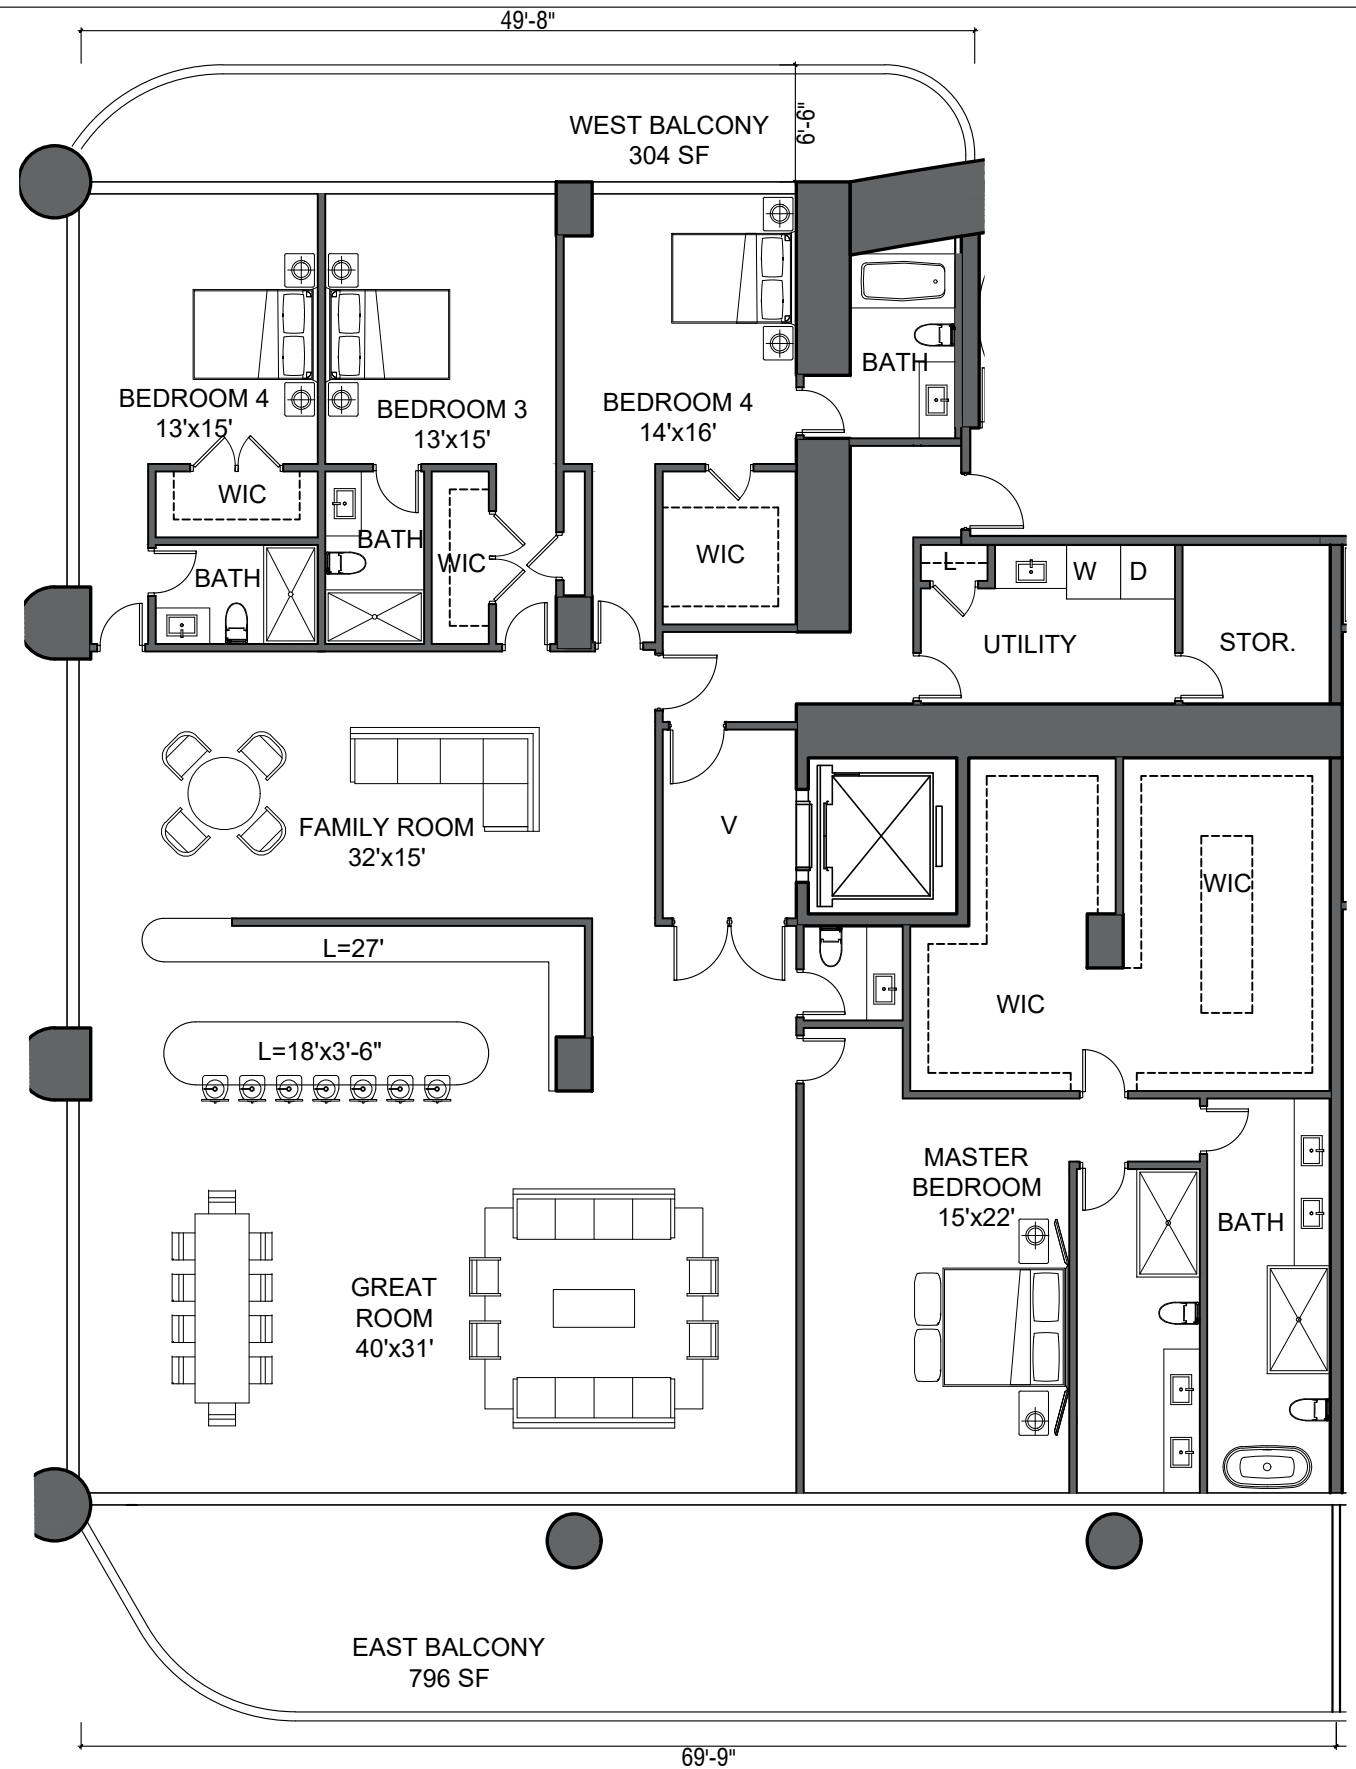 49'-8"
WEST BALCONY
304 SF
6'-6"
BATH
BEDROOM 4
13'x15'
BEDROOM 3
13'x15'
BEDROOM 4
14'x16'
WIC
BATH
BATH
WIC
WIC
L
W
D
UTILITY
STOR.
FAMILY ROOM
32'x15'
V
WIC
L=27'
WIC
L=18'x3'-6"
MASTER
BEDROOM
15'x22'
BATH
GREAT
ROOM
40'x31'
EAST BALCONY
796 SF
69'-9"